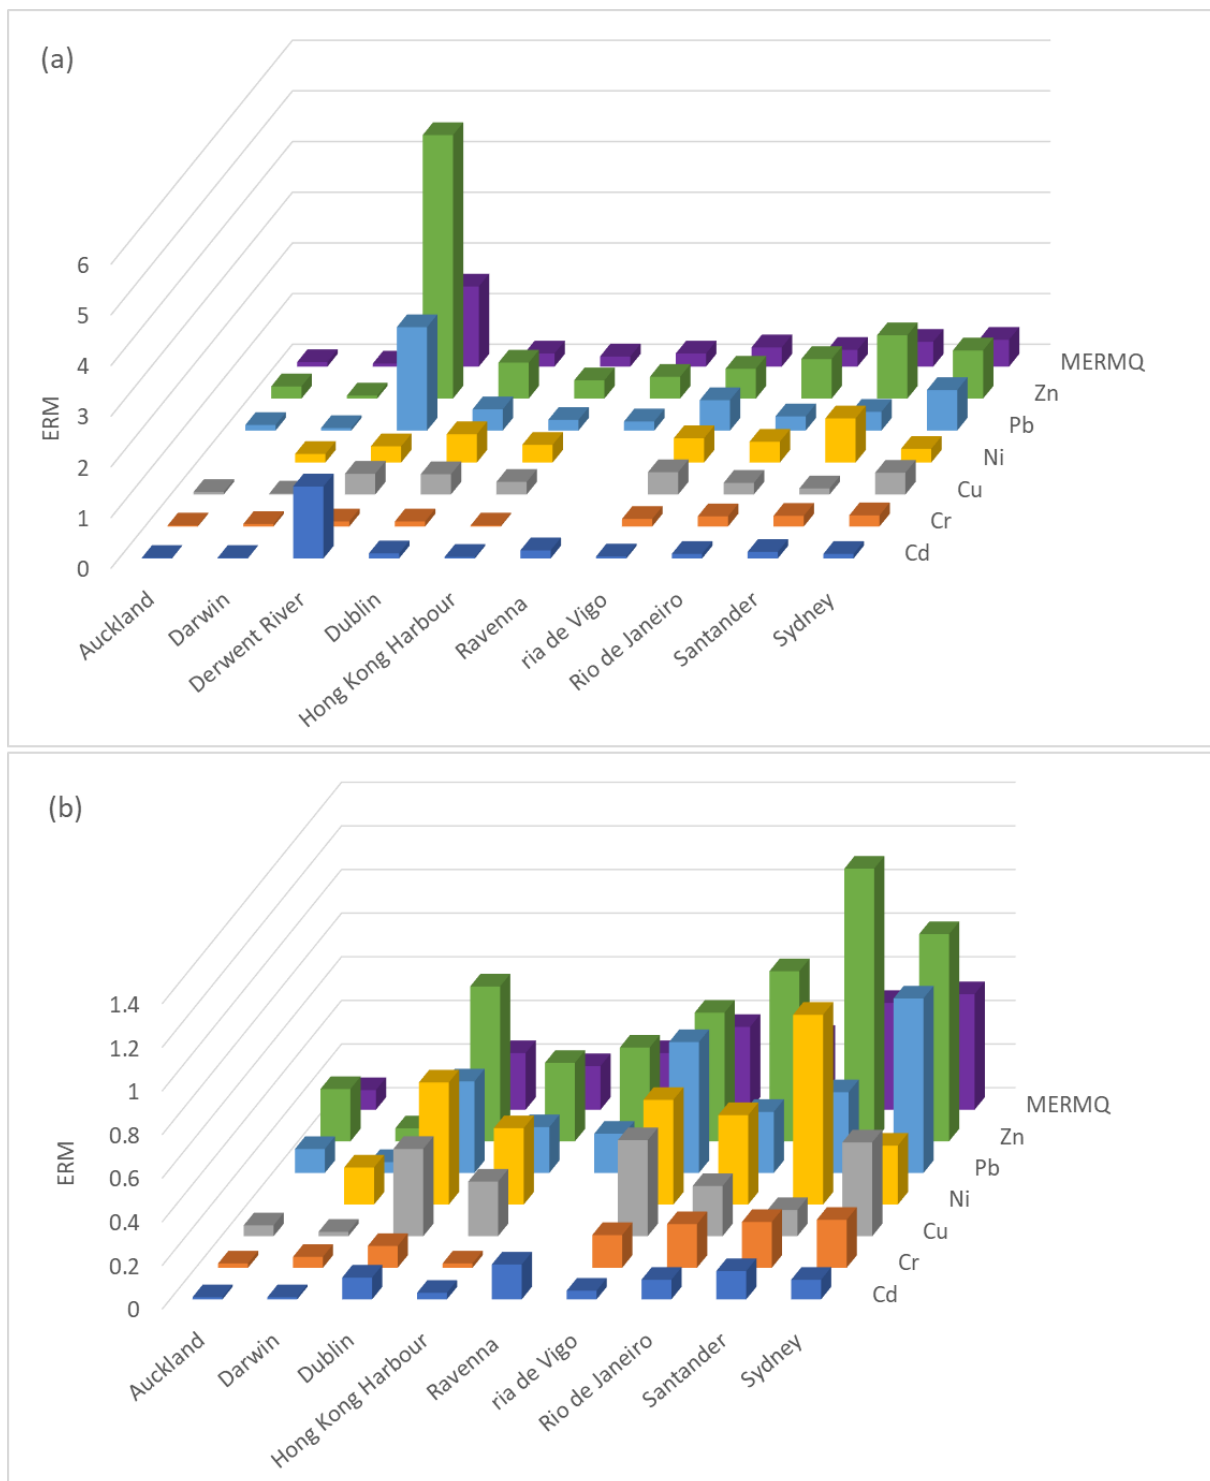 (a)
6
5
4
3
2
1
0
ERM
MERMQ
Zn
Pb
Ni
Cu
Cr
Cd
Auckland
Darwin
Derwent River
Dublin
Hong Kong Harbour
Ravenna
ria de Vigo
Rio de Janeiro
Santander
Sydney
(b)
1.4
1.2
1
0.8
0.6
0.4
0.2
0
ERM
MERMQ
Zn
Pb
Ni
Cu
Cr
Cd
Auckland
Darwin
Dublin
Hong Kong Harbour
Ravenna
ria de Vigo
Rio de Janeiro
Santander
Sydney